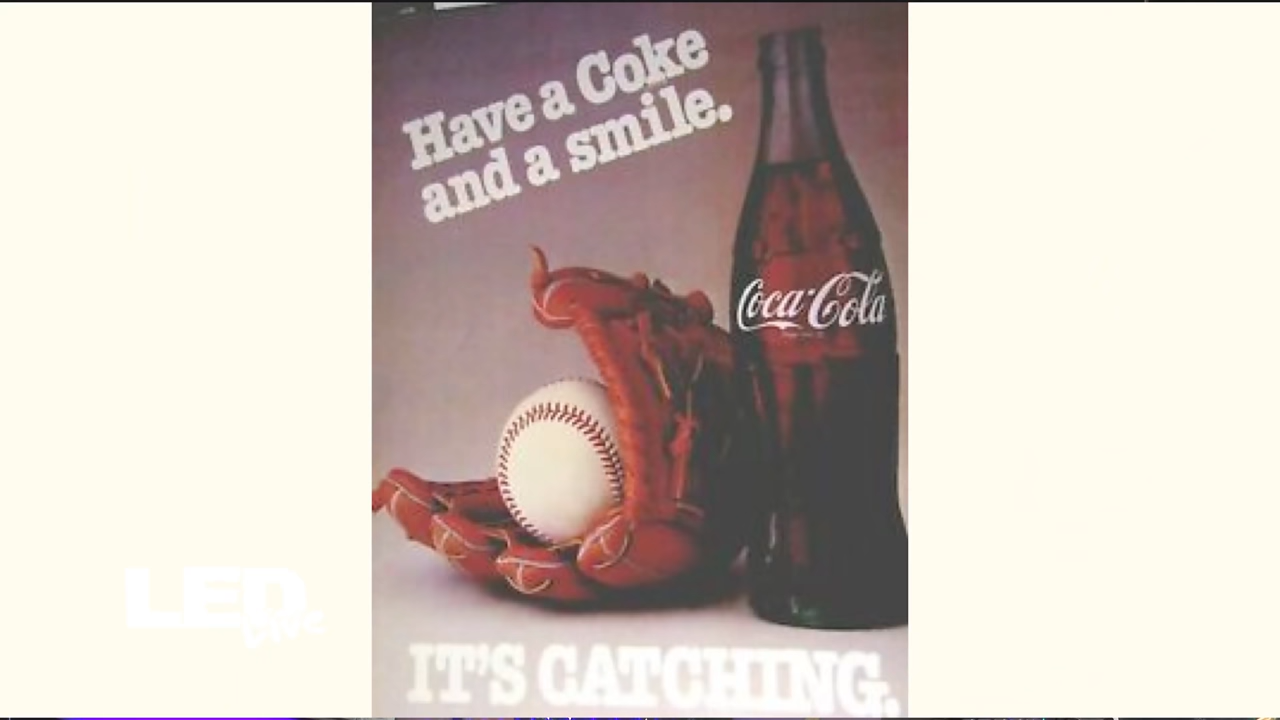 Have a Coke
and a smile.
Coca-Cola
IT'S CATCHING.
LED